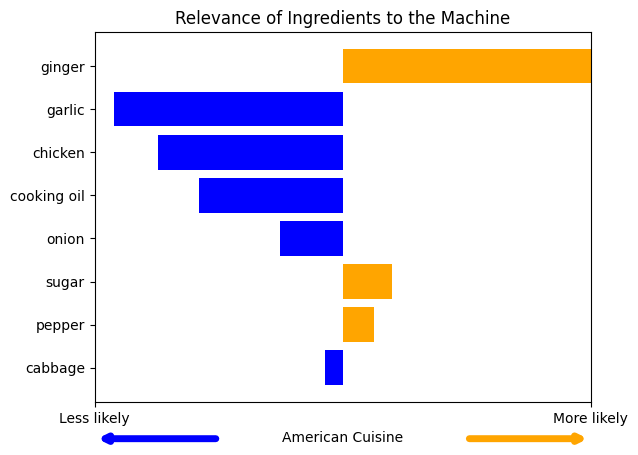 Relevance of Ingredients to the Machine
ginger
garlic
chicken
cooking oil
onion
sugar
pepper
cabbage
Less likely
More likely
American Cuisine